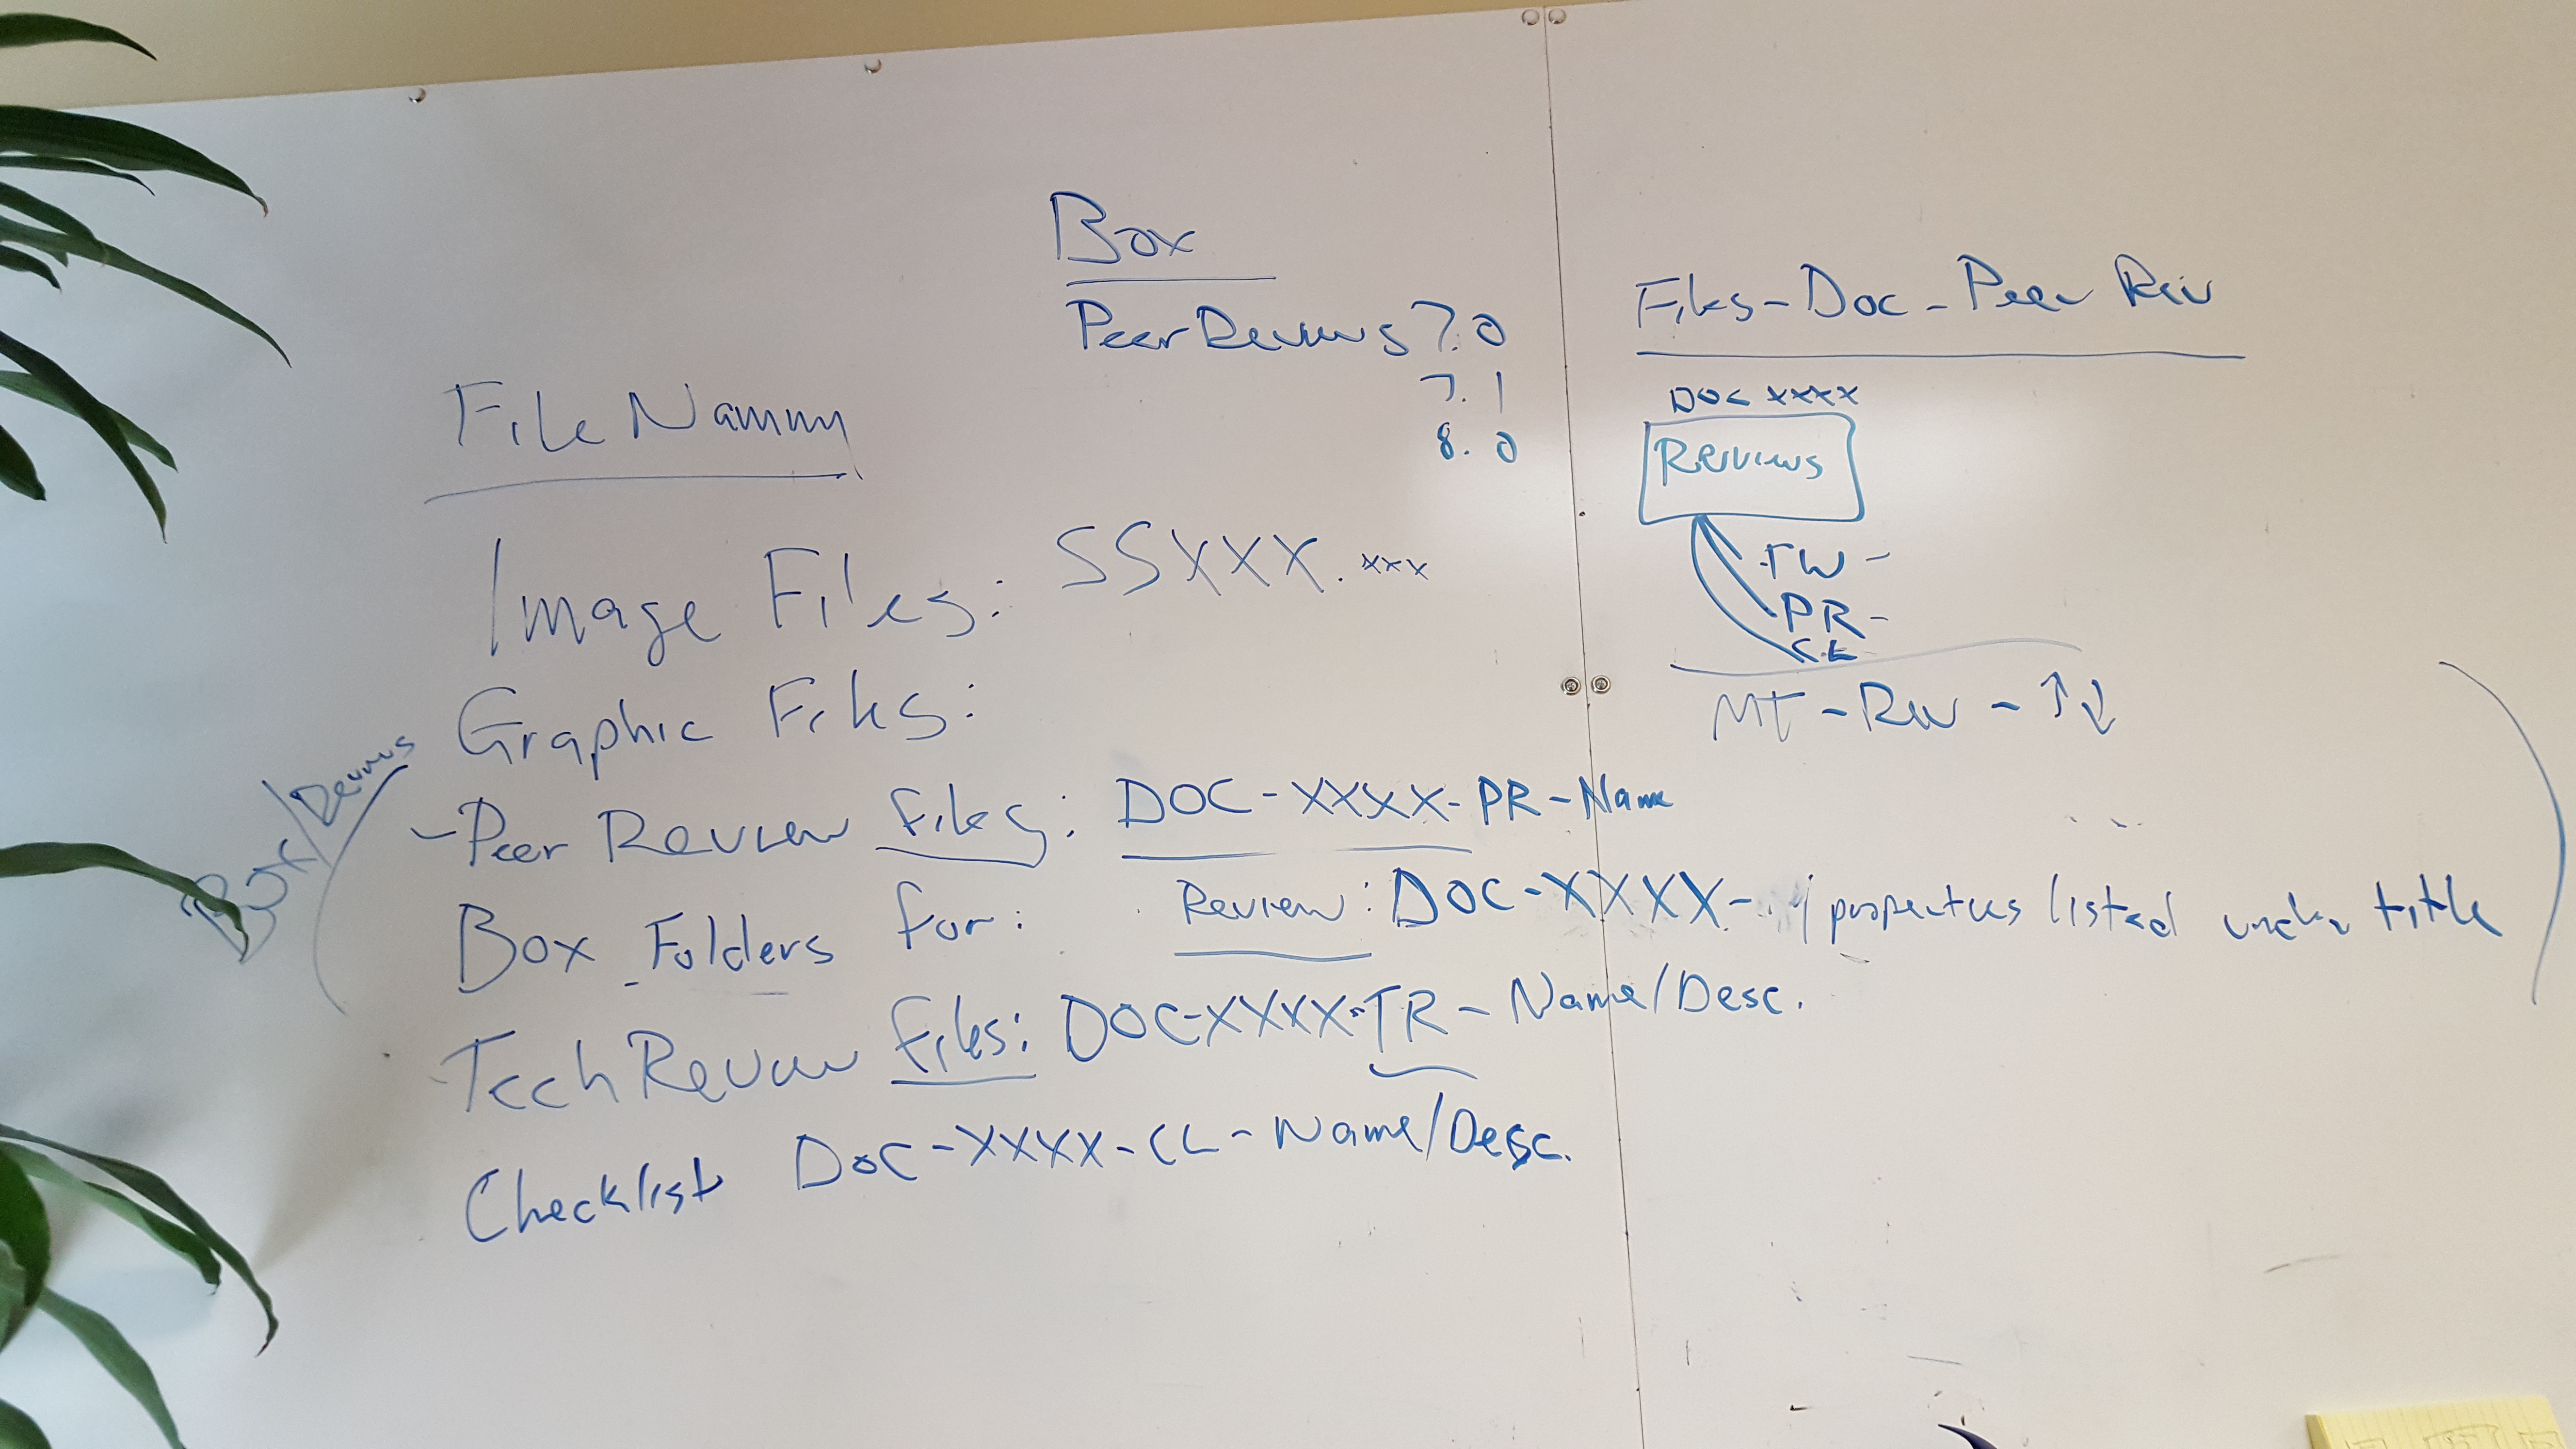 Box
Peer Reviews 7.0
7.1
8.0
File Naming
Image Files: SSXXX.xxx
Graphic Files:
Box/Reviews
-Peer Review Files: DOC-XXXX-PR-Name
Box Folders for: Review: DOC-XXXX- properties listed under title
Tech Review Files: DOC-XXXX-TR-Name/Desc.
Checklist DOC-XXXX-CL-Name/Desc.
Files-Doc-Peer Rev
DOC xxxx
Reviews
PR-
MT-Rev-↑↓